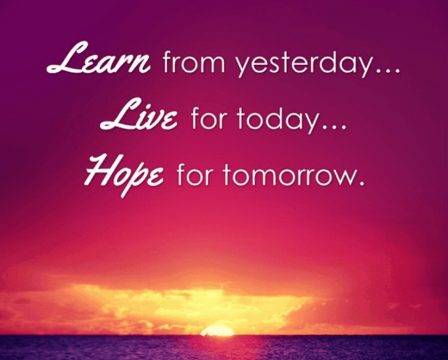 Learn from yesterday...
Live for today...
Hope for tomorrow.